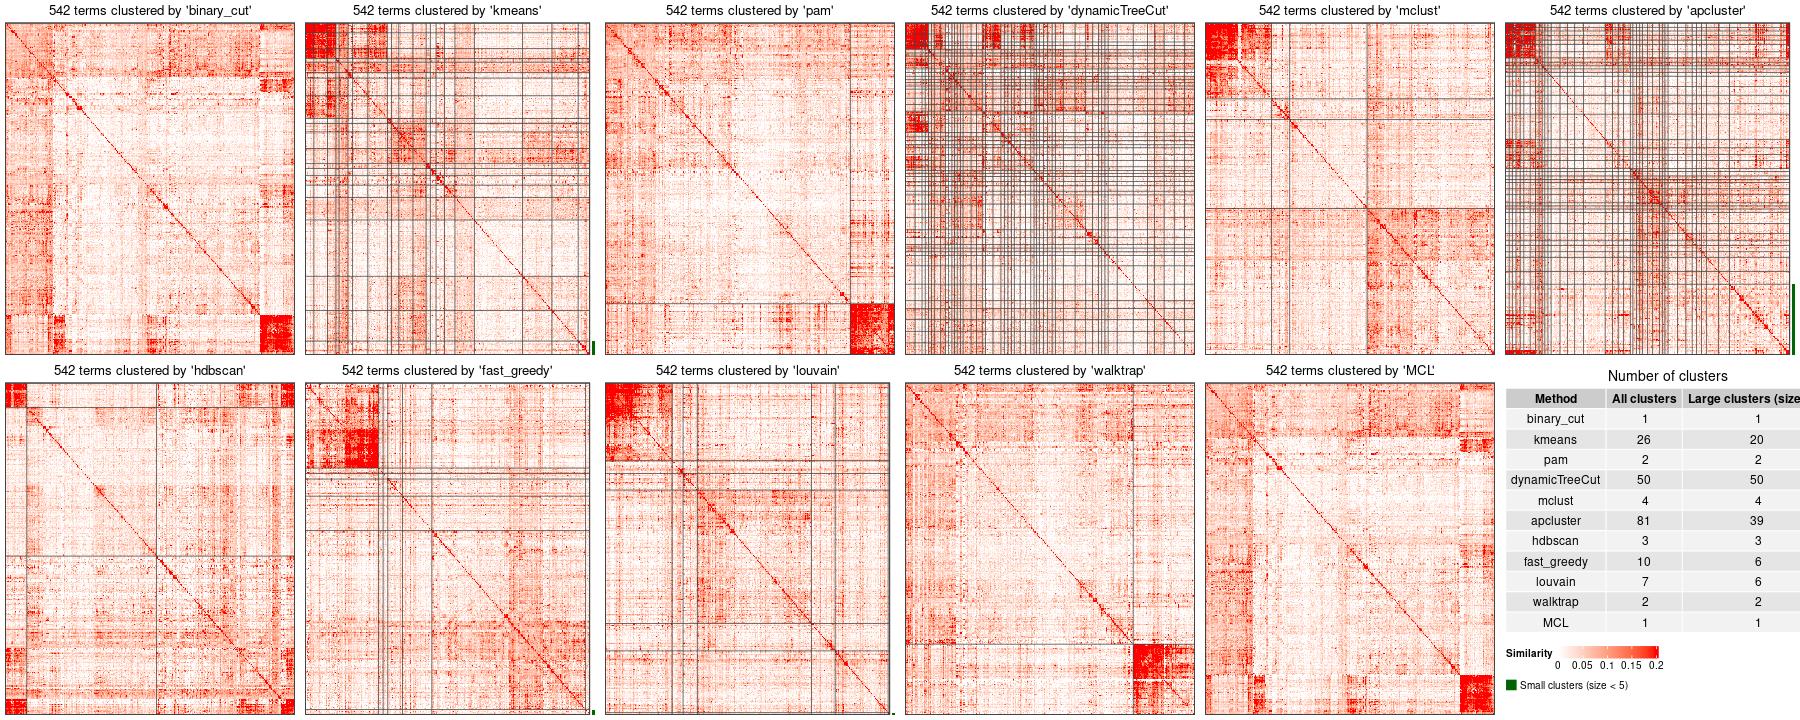 542 terms clustered by 'binary_cut'
542 terms clustered by 'kmeans'
542 terms clustered by 'pam'
542 terms clustered by 'dynamicTreeCut'
542 terms clustered by 'mclust'
542 terms clustered by 'apcluster'
542 terms clustered by 'hdbscan'
542 terms clustered by 'fast_greedy'
542 terms clustered by 'louvain'
542 terms clustered by 'walktrap'
542 terms clustered by 'MCL'
Number of clusters
Method All clusters Large clusters (size
binary_cut 1 1
kmeans 26 20
pam 2 2
dynamicTreeCut 50 50
mclust 4 4
apcluster 81 39
hdbscan 3 3
fast_greedy 10 6
louvain 7 6
walktrap 2 2
MCL 1 1
Similarity
0 0.05 0.1 0.15 0.2
Small clusters (size < 5)